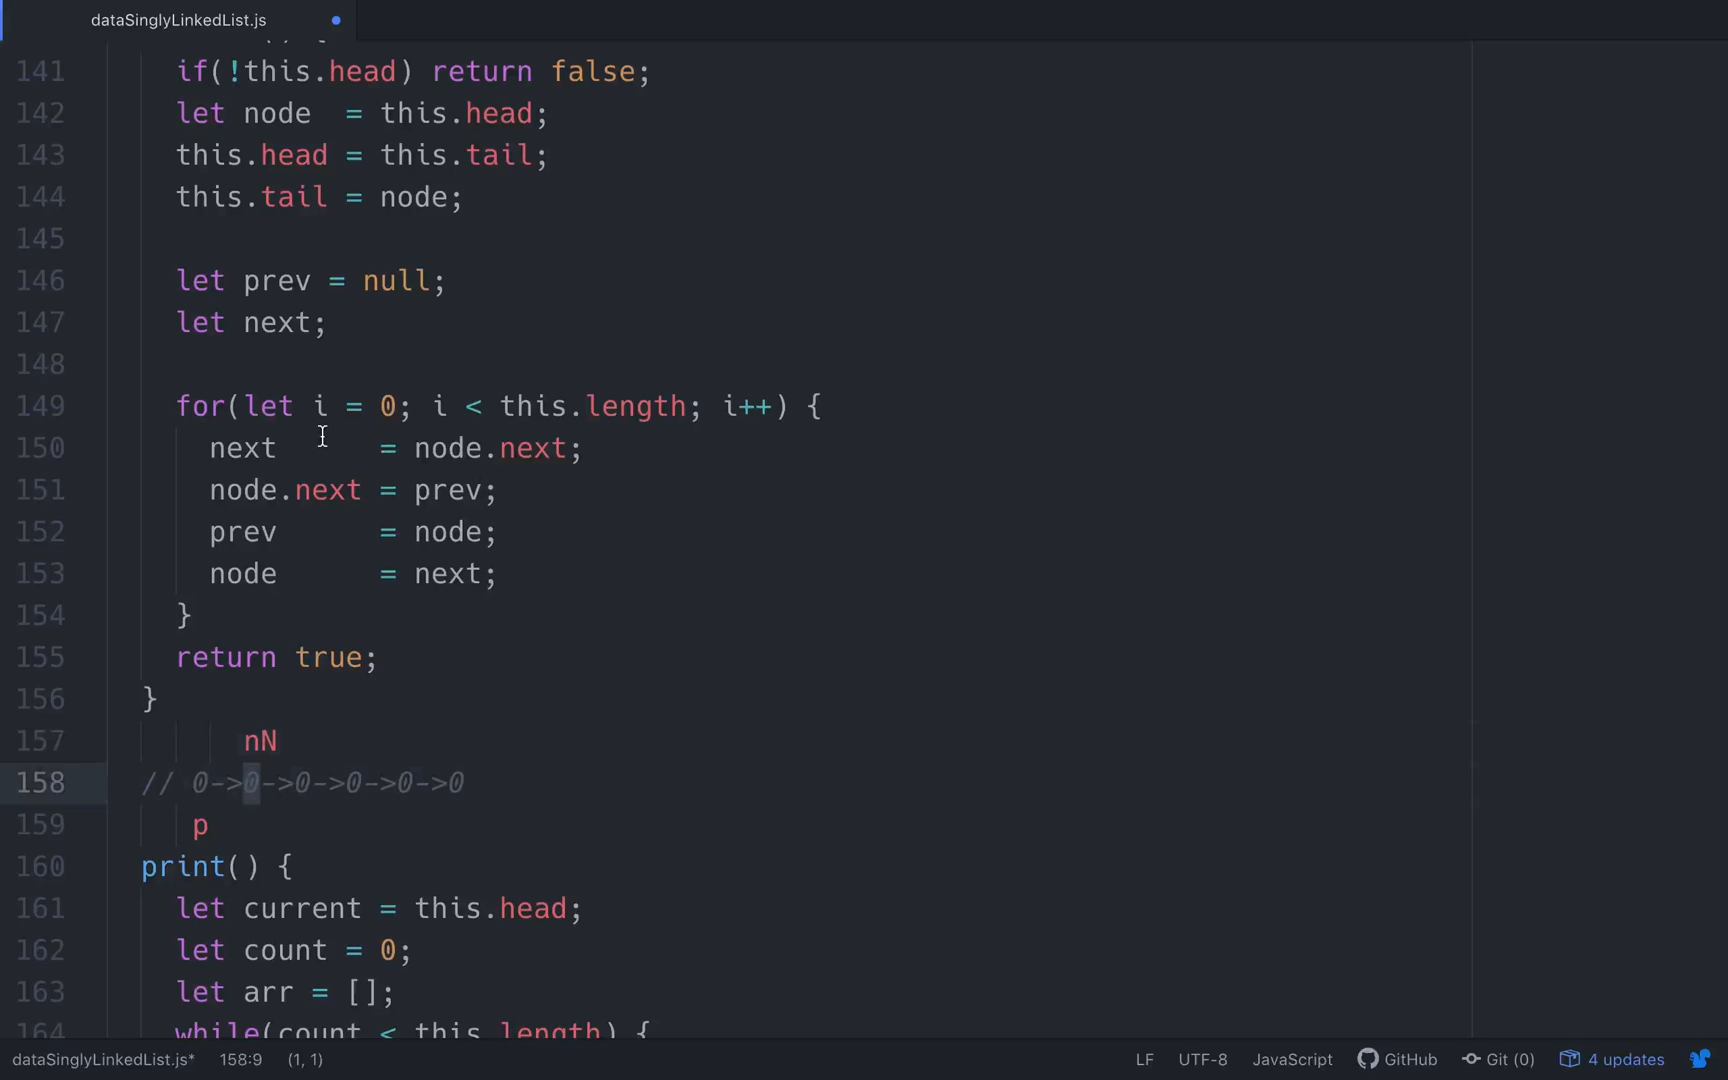 dataSinglyLinkedList.js
141 if(!this.head) return false;
142 let node  = this.head;
143 this.head = this.tail;
144 this.tail = node;
145
146 let prev = null;
147 let next;
148
149 for(let i = 0; i < this.length; i++) {
150 next      = node.next;
151 node.next = prev;
152 prev      = node;
153 node      = next;
154 }
155 return true;
156 }
157 nN
158 // 0->0->0->0->0->0
159 p
160 print() {
161 let current = this.head;
162 let count = 0;
163 let arr = [];
164 while(count < this.length) {
dataSinglyLinkedList.js* 158:9 (1, 1) LF UTF-8 JavaScript GitHub Git (0) 4 updates